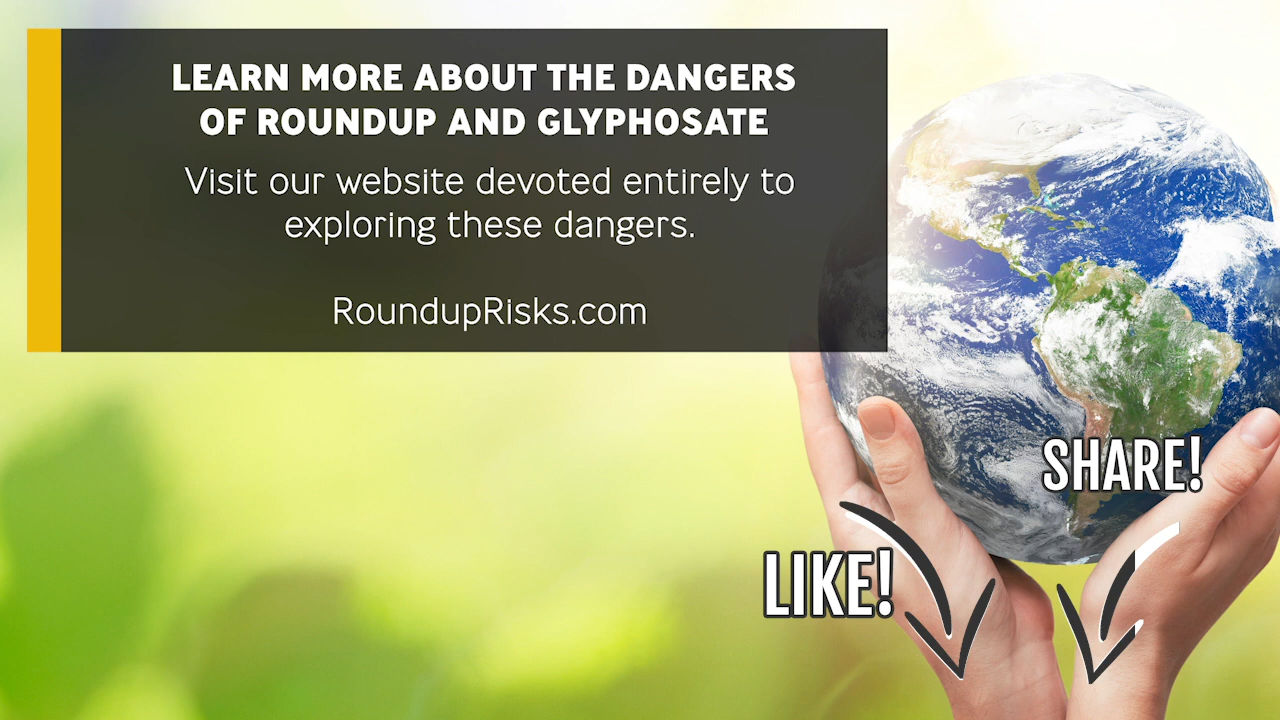 LEARN MORE ABOUT THE DANGERS
OF ROUNDUP AND GLYPHOSATE
Visit our website devoted entirely to
exploring these dangers.
RoundupRisks.com
SHARE!
LIKE!